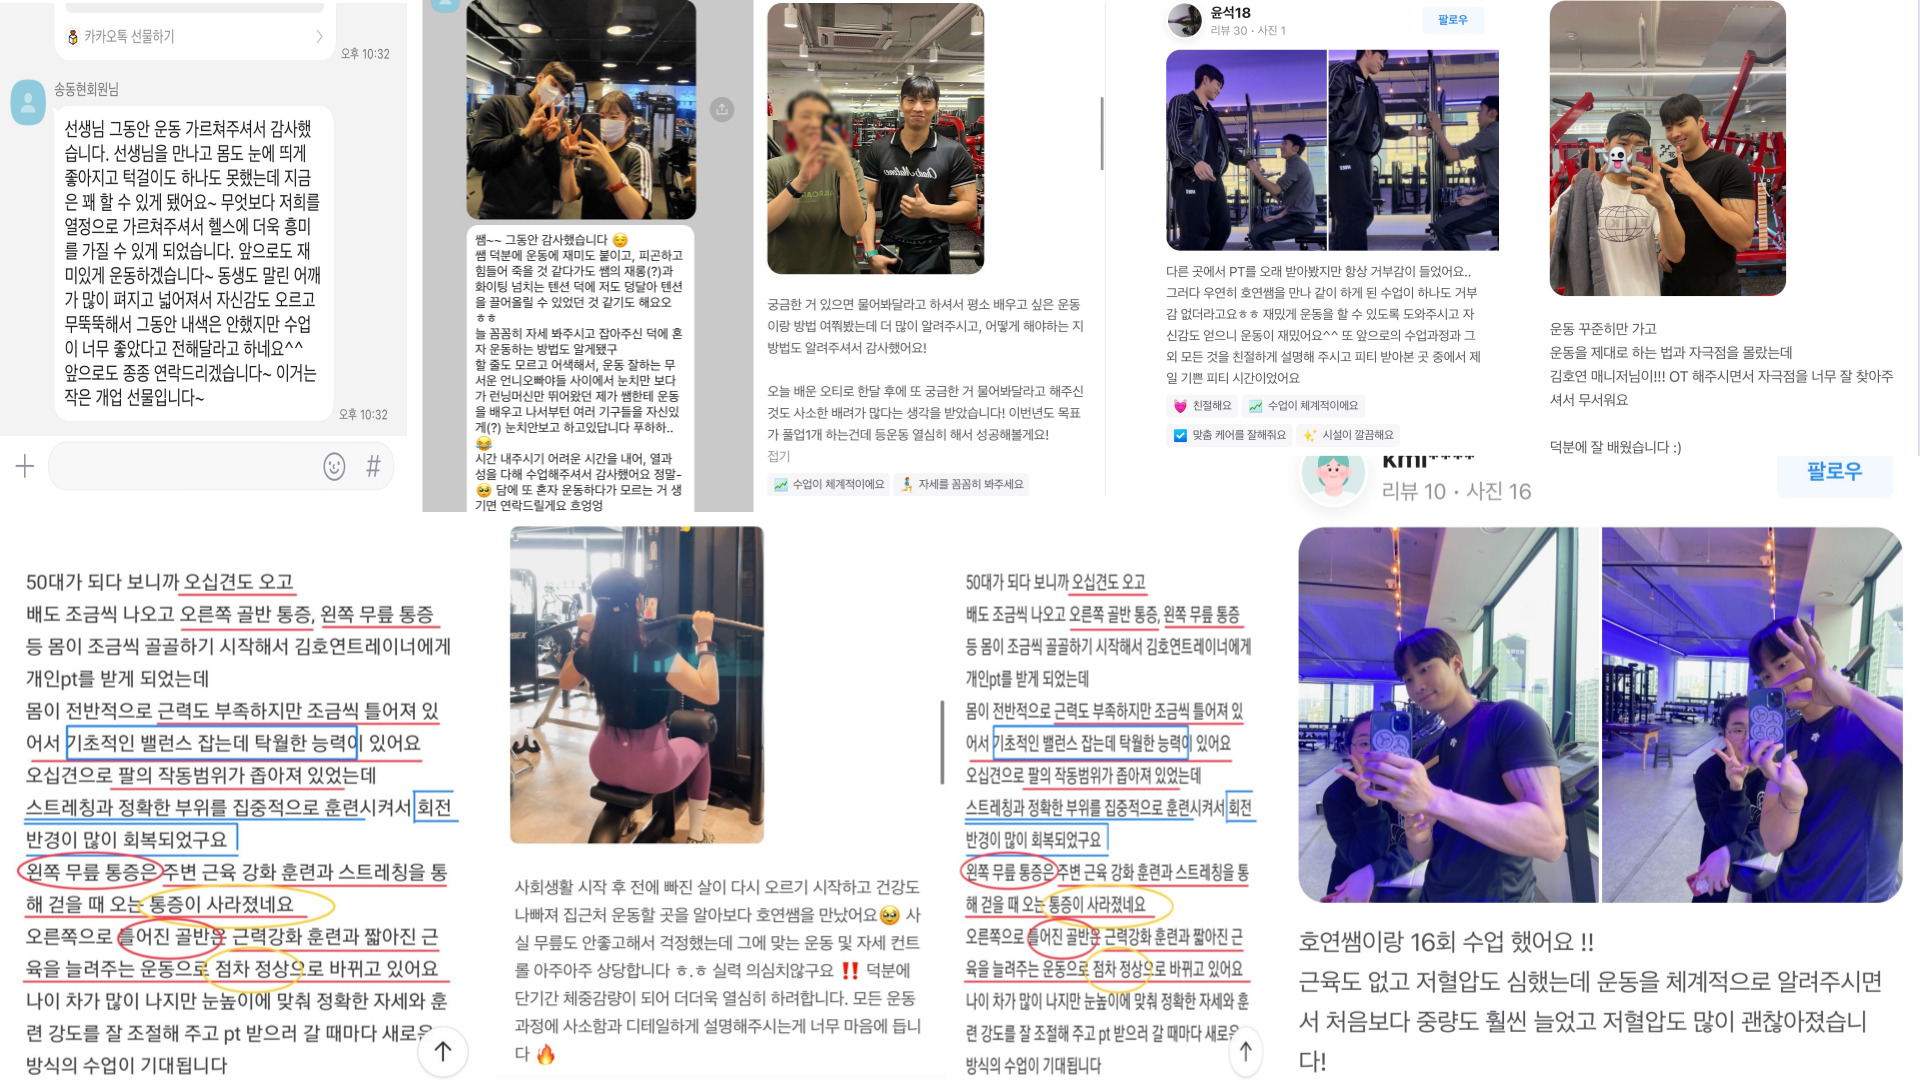 카카오톡 선물하기
오후 10:32
송동현회원님
선생님 그동안 운동 가르쳐주셔서 감사했
습니다. 선생님을 만나고 몸도 눈에 띄게
좋아지고 턱걸이도 하나도 못했는데 지금
은 꽤 할 수 있게 됐어요~ 무엇보다 저희를
열정으로 가르쳐주셔서 헬스에 더욱 흥미
를 가질 수 있게 되었습니다. 앞으로도 재
미있게 운동하겠습니다~ 동생도 말린 어깨
가 많이 펴지고 넓어져서 자신감도 오르고
무뚝뚝해서 그동안 내색은 안했지만 수업
이 너무 좋았다고 전해달라고 하네요^^
앞으로도 종종 연락드리겠습니다~ 이거는
작은 개업 선물입니다~
오후 10:32
#
쌤~~ 그동안 감사했습니다 😌
쌤 덕분에 운동에 재미도 붙이고, 피곤하고
힘들어 죽을 것 같다가도 쌤의 재롱(?)과
화이팅 넘치는 텐션 덕에 저도 덩달아 텐션
을 끌어올릴 수 있었던 것 같기도 해요오
ㅎㅎ
늘 꼼꼼히 자세 봐주시고 잡아주신 덕에 혼
자 운동하는 방법도 알게됐구
할 줄도 모르고 어색해서, 운동 잘하는 무
서운 언니오빠야들 사이에서 눈치만 보다
가 런닝머신만 뛰어왔던 제가 쌤한테 운동
을 배우고 나서부턴 여러 기구들을 자신있
게(?) 눈치안보고 하고있답니다 푸하하..
😂
시간 내주시기 어려운 시간을 내어, 열과
성을 다해 수업해주셔서 감사했어요 정말~
🥹 담에 또 혼자 운동하다가 모르는 거 생
기면 연락드릴게요 흐엉엉
궁금한 거 있으면 물어봐달라고 하셔서 평소 배우고 싶은 운동
이랑 방법 여쭤봤는데 더 많이 알려주시고, 어떻게 해야하는 지
방법도 알려주셔서 감사했어요!
오늘 배운 오티로 한달 후에 또 궁금한 거 물어봐달라고 해주신
것도 사소한 배려가 많다는 생각을 받았습니다! 이번년도 목표
가 풀업1개 하는건데 등운동 열심히 해서 성공해볼게요!
접기
📈 수업이 체계적이에요
🧘 자세를 꼼꼼히 봐주세요
윤석18
리뷰 30 · 사진 1
팔로우
다른 곳에서 PT를 오래 받아봤지만 항상 거부감이 들었어요..
그러다 우연히 호연쌤을 만나 같이 하게 된 수업이 하나도 거부
감 없더라고요ㅎㅎ 재밌게 운동을 할 수 있도록 도와주시고 자
신감도 얻으니 운동이 재밌어요^^ 또 앞으로의 수업과정과 그
외 모든 것을 친절하게 설명해 주시고 피티 받아본 곳 중에서 제
일 기쁜 피티 시간이었어요
💓 친절해요
📈 수업이 체계적이에요
☑️ 맞춤 케어를 잘해줘요
✨ 시설이 깔끔해요
운동 꾸준히만 가고
운동을 제대로 하는 법과 자극점을 몰랐는데
김호연 매니저님이!!! OT 해주시면서 자극점을 너무 잘 찾아주
셔서 무서워요
덕분에 잘 배웠습니다 :)
kmi****
리뷰 10 · 사진 16
팔로우
50대가 되다 보니까 오십견도 오고
배도 조금씩 나오고 오른쪽 골반 통증, 왼쪽 무릎 통증
등 몸이 조금씩 골골하기 시작해서 김호연트레이너에게
개인pt를 받게 되었는데
몸이 전반적으로 근력도 부족하지만 조금씩 틀어져 있
어서 기초적인 밸런스 잡는데 탁월한 능력이 있어요
오십견으로 팔의 작동범위가 좁아져 있었는데
스트레칭과 정확한 부위를 집중적으로 훈련시켜서 회전
반경이 많이 회복되었구요
왼쪽 무릎 통증은 주변 근육 강화 훈련과 스트레칭을 통
해 걷을 때 오는 통증이 사라졌네요
오른쪽으로 틀어진 골반은 근력강화 훈련과 짧아진 근
육을 늘려주는 운동으로 점차 정상으로 바뀌고 있어요
나이 차가 많이 나지만 눈높이에 맞춰 정확한 자세와 훈
련 강도를 잘 조절해 주고 pt 받으러 갈 때마다 새로운
방식의 수업이 기대됩니다
사회생활 시작 후 전에 빠진 살이 다시 오르기 시작하고 건강도
나빠져 집근처 운동할 곳을 알아보다 호연쌤을 만났어요🥹 사
실 무릎도 안좋고해서 걱정했는데 그에 맞는 운동 및 자세 컨트
롤 아주아주 상당합니다 ㅎ.ㅎ 실력 의심치않구요 ‼️ 덕분에
단기간 체중감량이 되어 더더욱 열심히 하려합니다. 모든 운동
과정에 사소함과 디테일하게 설명해주시는게 너무 마음에 듭니
다 🔥
50대가 되다 보니까 오십견도 오고
배도 조금씩 나오고 오른쪽 골반 통증, 왼쪽 무릎 통증
등 몸이 조금씩 골골하기 시작해서 김호연트레이너에게
개인pt를 받게 되었는데
몸이 전반적으로 근력도 부족하지만 조금씩 틀어져 있
어서 기초적인 밸런스 잡는데 탁월한 능력이 있어요
오십견으로 팔의 작동범위가 좁아져 있었는데
스트레칭과 정확한 부위를 집중적으로 훈련시켜서 회전
반경이 많이 회복되었구요
왼쪽 무릎 통증은 주변 근육 강화 훈련과 스트레칭을 통
해 걷을 때 오는 통증이 사라졌네요
오른쪽으로 틀어진 골반은 근력강화 훈련과 짧아진 근
육을 늘려주는 운동으로 점차 정상으로 바뀌고 있어요
나이 차가 많이 나지만 눈높이에 맞춰 정확한 자세와 훈
련 강도를 잘 조절해 주고 pt 받으러 갈 때마다 새로운
방식의 수업이 기대됩니다
호연쌤이랑 16회 수업 했어요 !!
근육도 없고 저혈압도 심했는데 운동을 체계적으로 알려주시면
서 처음보다 중량도 훨씬 늘었고 저혈압도 많이 괜찮아졌습니
다!